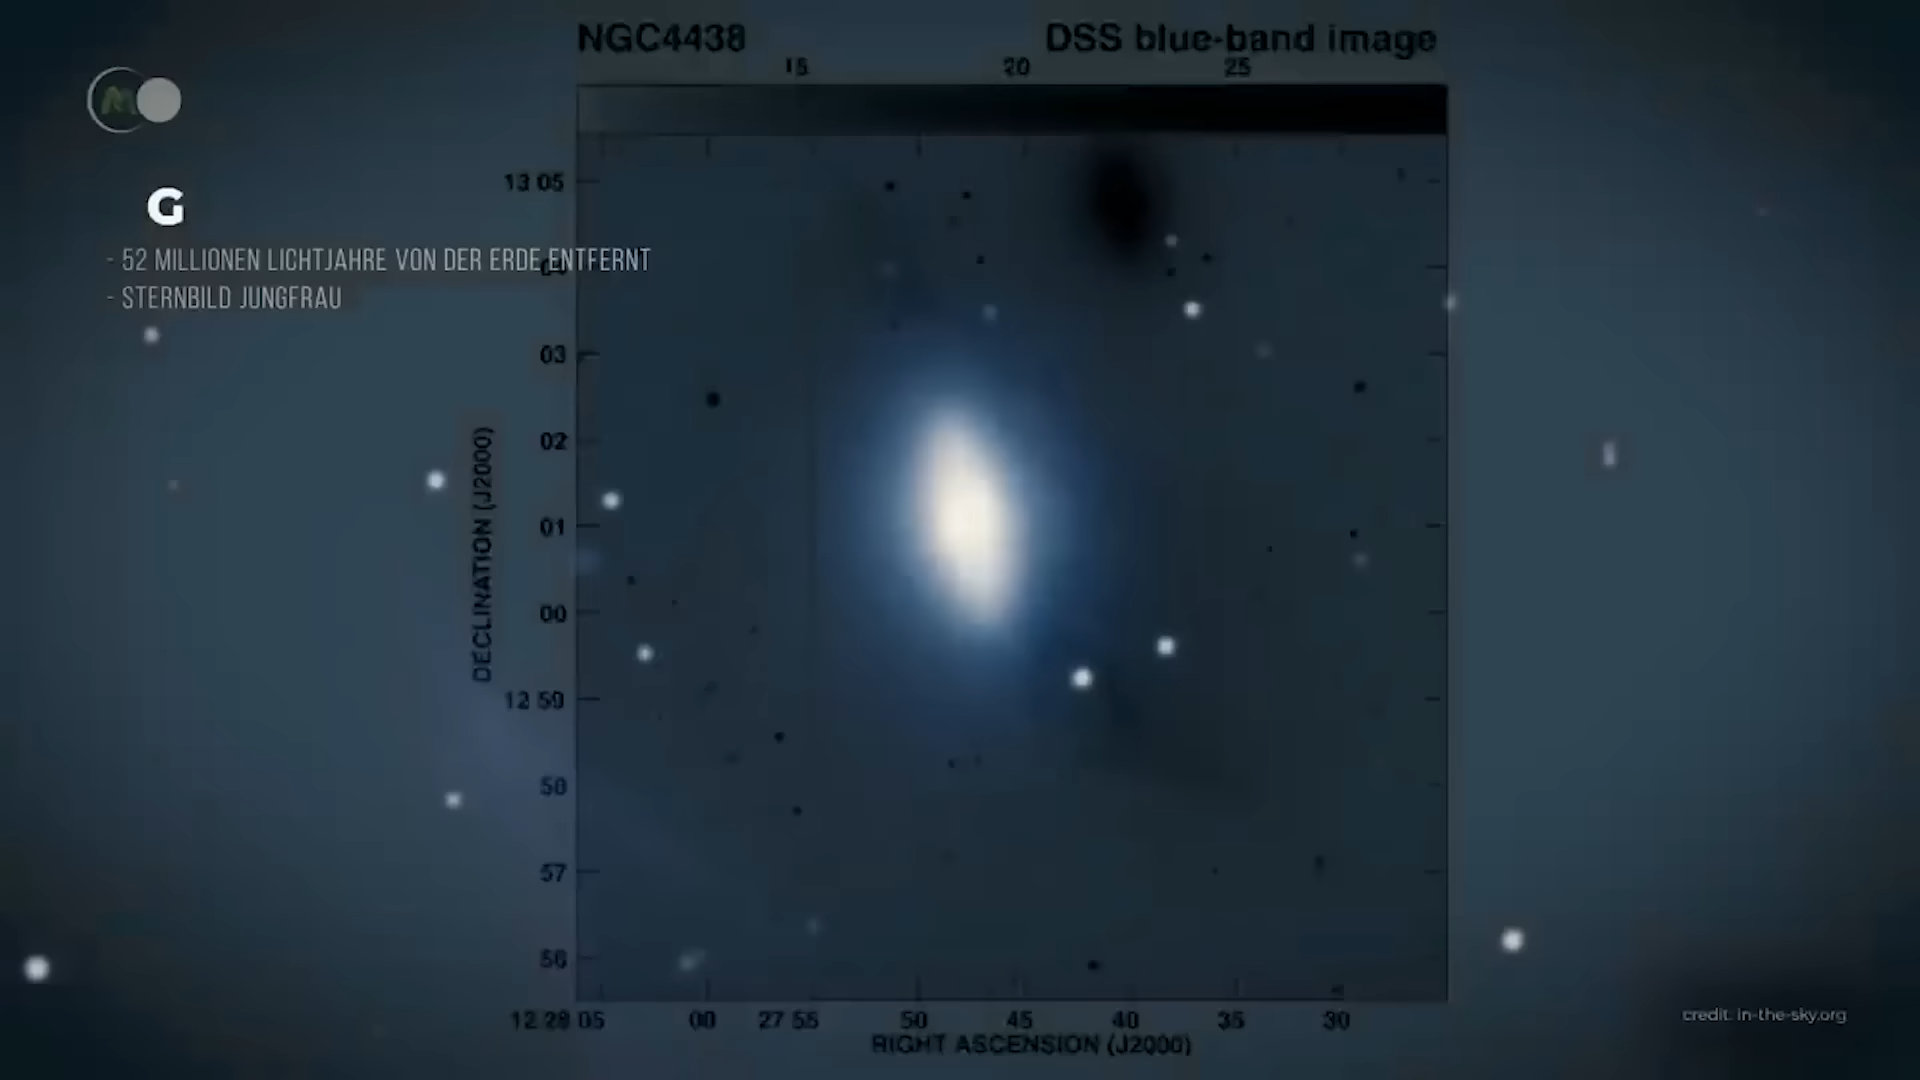 NGC4438 DSS blue-band image
15 20 25
G
- 52 MILLIONEN LICHTJAHRE VON DER ERDE ENTFERNT
- STERNBILD JUNGFRAU
13 05
04
03
02
01
00
12 59
58
57
56
DECLINATION (J2000)
12 28 05 00 27 55 50 45 40 35 30
RIGHT ASCENSION (J2000)
credit: in-the-sky.org